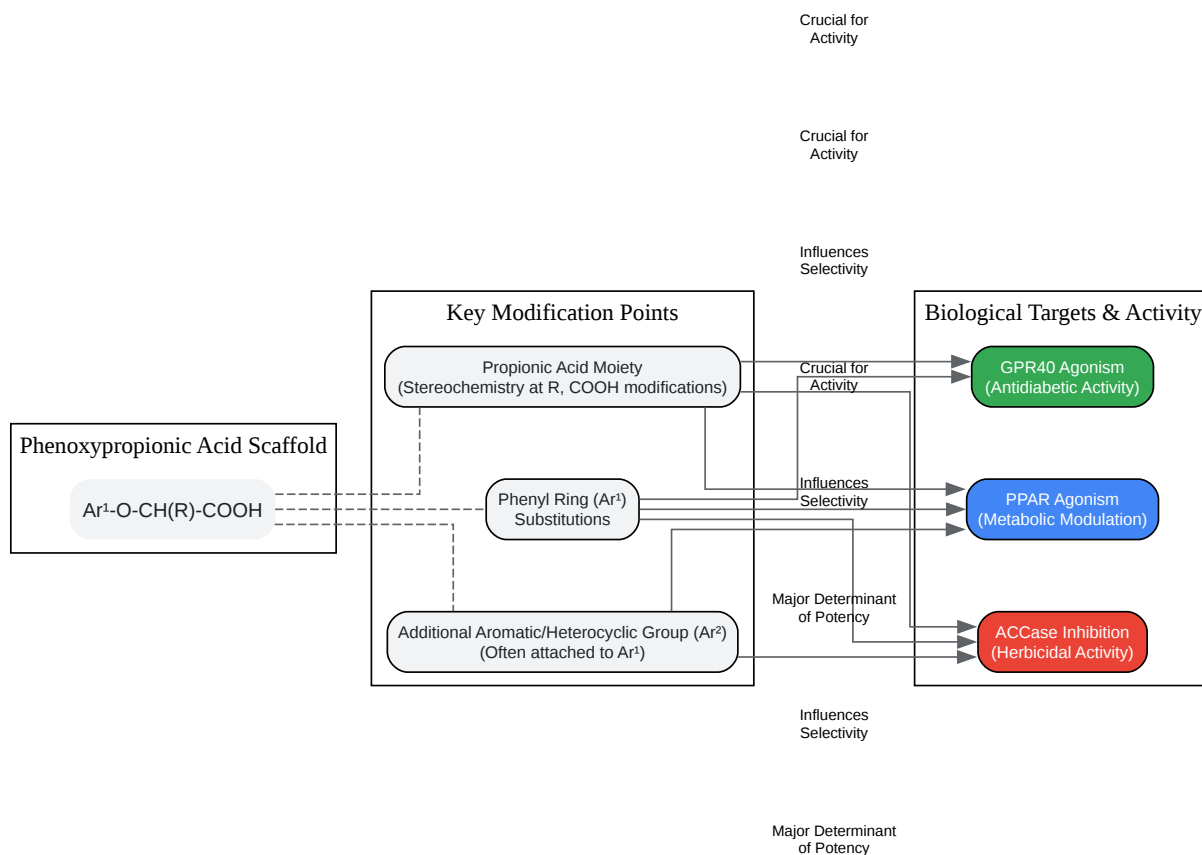 Crucial for
Activity
Crucial for
Activity
Influences
Selectivity
Key Modification Points
Biological Targets & Activity
Propionic Acid Moiety
(Stereochemistry at R, COOH modifications)
Crucial for
Activity
GPR40 Agonism
(Antidiabetic Activity)
Phenoxypropionic Acid Scaffold
Ar¹-O-CH(R)-COOH
Phenyl Ring (Ar¹)
Substitutions
Influences
Selectivity
PPAR Agonism
(Metabolic Modulation)
Major Determinant
of Potency
Additional Aromatic/Heterocyclic Group (Ar²)
(Often attached to Ar¹)
ACCase Inhibition
(Herbicidal Activity)
Influences
Selectivity
Major Determinant
of Potency